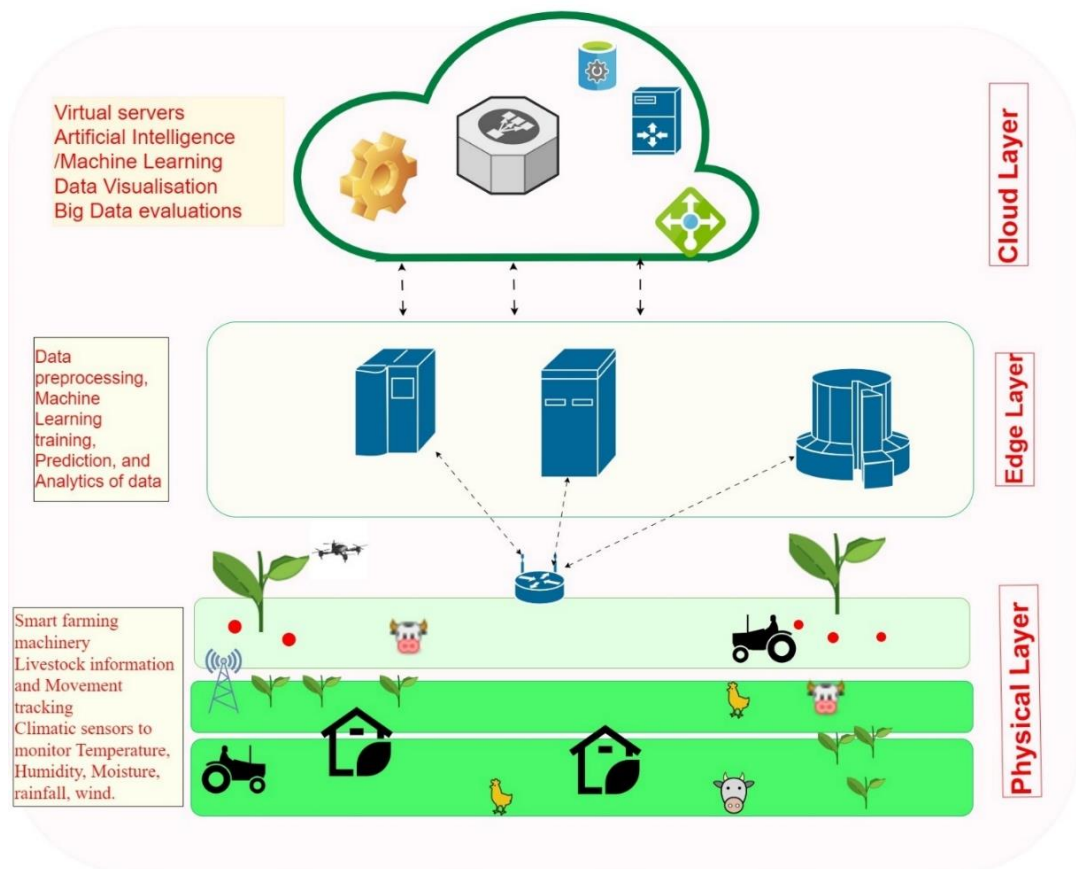 Virtual servers
Artificial Intelligence
/Machine Learning
Data Visualisation
Big Data evaluations
Cloud Layer
Data
preprocessing,
Machine
Learning
training,
Prediction, and
Analytics of data
Edge Layer
Smart farming
machinery
Livestock information
and Movement
tracking
Climatic sensors to
monitor Temperature,
Humidity, Moisture,
rainfall, wind.
Physical Layer